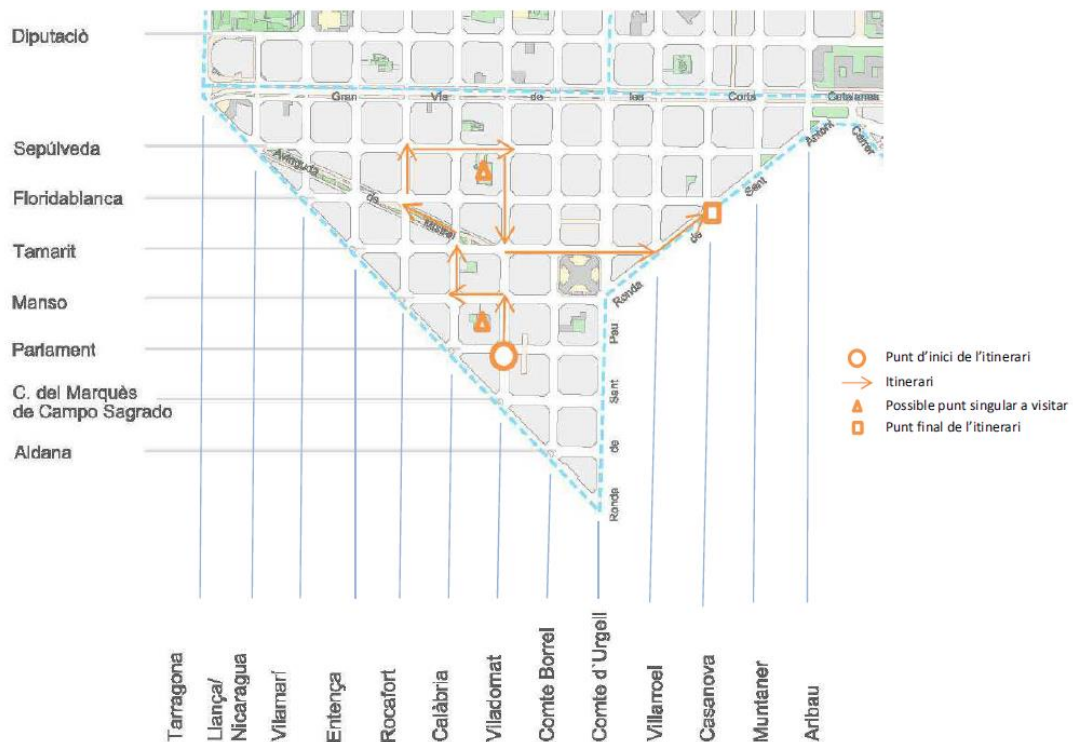 Diputació
Gran Via de les Corts Catalanes
Sepúlveda
Avinguda de Mistral
Antoni
Carrer
Sant
Floridablanca
de
Tamarit
Manso
Ronda
Parlament
Pau
Sant
de
Ronda
C. del Marquès
de Campo Sagrado
Aldana
Punt d'inici de l'itinerari
Itinerari
Possible punt singular a visitar
Punt final de l'itinerari
Tarragona
Llança/
Nicaragua
Vilamarí
Entença
Rocafort
Calàbria
Viladomat
Comte Borrel
Comte d`Urgell
Villarroel
Casanova
Muntaner
Aribau